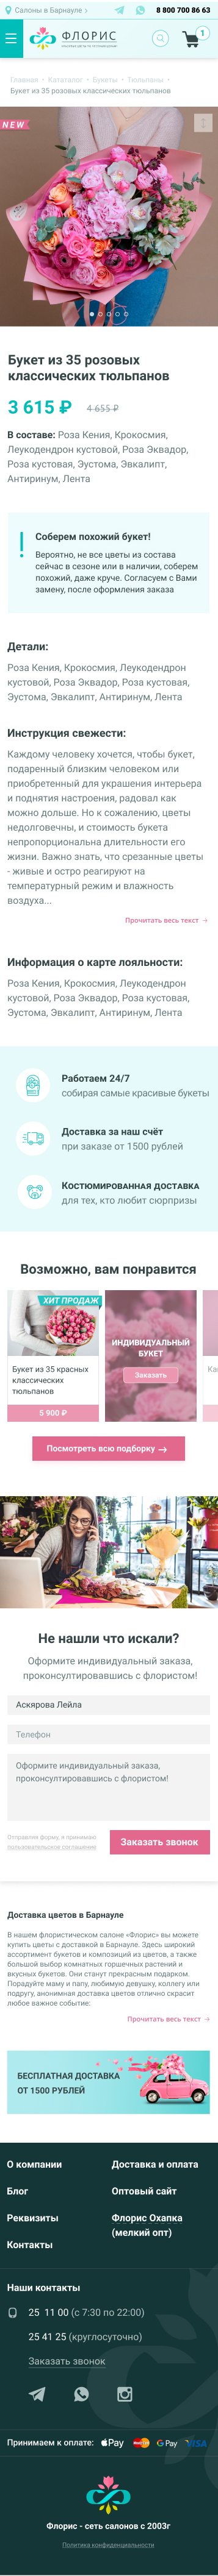 Салоны в Барнауле >
8 800 700 86 63
ФЛОРИС
1
Главная • Кататалог • Букеты • Тюльпаны •
Букет из 35 розовых классических тюльпанов
NEW
Букет из 35 розовых
классических тюльпанов
3 615 ₽ 4 655 ₽
В составе: Роза Кения, Крокосмия,
Леукодендрон кустовой, Роза Эквадор,
Роза кустовая, Эустома, Эвкалипт,
Антиринум, Лента
! Соберем похожий букет!
Вероятно, не все цветы из состава
сейчас в сезоне или в наличии, соберем
похожий, даже круче. Согласуем с Вами
замену, после оформления заказа
Детали:
Роза Кения, Крокосмия, Леукодендрон
кустовой, Роза Эквадор, Роза кустовая,
Эустома, Эвкалипт, Антиринум, Лента
Инструкция свежести:
Каждому человеку хочется, чтобы букет,
подаренный близким человеком или
приобретенный для украшения интерьера
и поднятия настроения, радовал как
можно дольше. Но к сожалению, цветы
недолговечны, и стоимость букета
непропорциональна длительности его
жизни. Важно знать, что срезанные цветы
- живые и остро реагируют на
температурный режим и влажность
воздуха...
Прочитать весь текст →
Информация о карте лояльности:
Роза Кения, Крокосмия, Леукодендрон
кустовой, Роза Эквадор, Роза кустовая,
Эустома, Эвкалипт, Антиринум, Лента
Работаем 24/7
собирая самые красивые букеты
Доставка за наш счёт
при заказе от 1500 рублей
Костюмированная доставка
для тех, кто любит сюрпризы
Возможно, вам понравится
ХИТ ПРОДАЖ
Букет из 35 красных
классических
тюльпанов
5 900 ₽
ИНДИВИДУАЛЬНЫЙ
БУКЕТ
Заказать
Посмотреть всю подборку →
Не нашли что искали?
Оформите индивидуальный заказа,
проконсултировавшись с флористом!
Аскярова Лейла
Телефон
Оформите индивидуальный заказа,
проконсултировавшись с флористом!
Отправляя форму, я принимаю
пользовательское соглашение
Заказать звонок
Доставка цветов в Барнауле
В нашем флористическом салоне «Флорис» вы можете
купить цветы с доставкой в Барнауле. Здесь широкий
ассортимент букетов и композиций из цветов, а также
большой выбор комнатных горшечных растений и
вкусных букетов. Они станут прекрасным подарком.
Порадуйте маму и папу, любимую девушку, коллегу или
подругу, анонимная доставка цветов отлично скрасит
любое важное событие:
Прочитать весь текст →
БЕСПЛАТНАЯ ДОСТАВКА
ОТ 1500 РУБЛЕЙ
О компании
Доставка и оплата
Блог
Оптовый сайт
Реквизиты
Флорис Охапка
(мелкий опт)
Контакты
Наши контакты
25 11 00 (с 7:30 по 22:00)
25 41 25 (круглосуточно)
Заказать звонок
Принимаем к оплате: Pay G Pay VISA
Флорис - сеть салонов с 2003г
Политика конфиденциальности